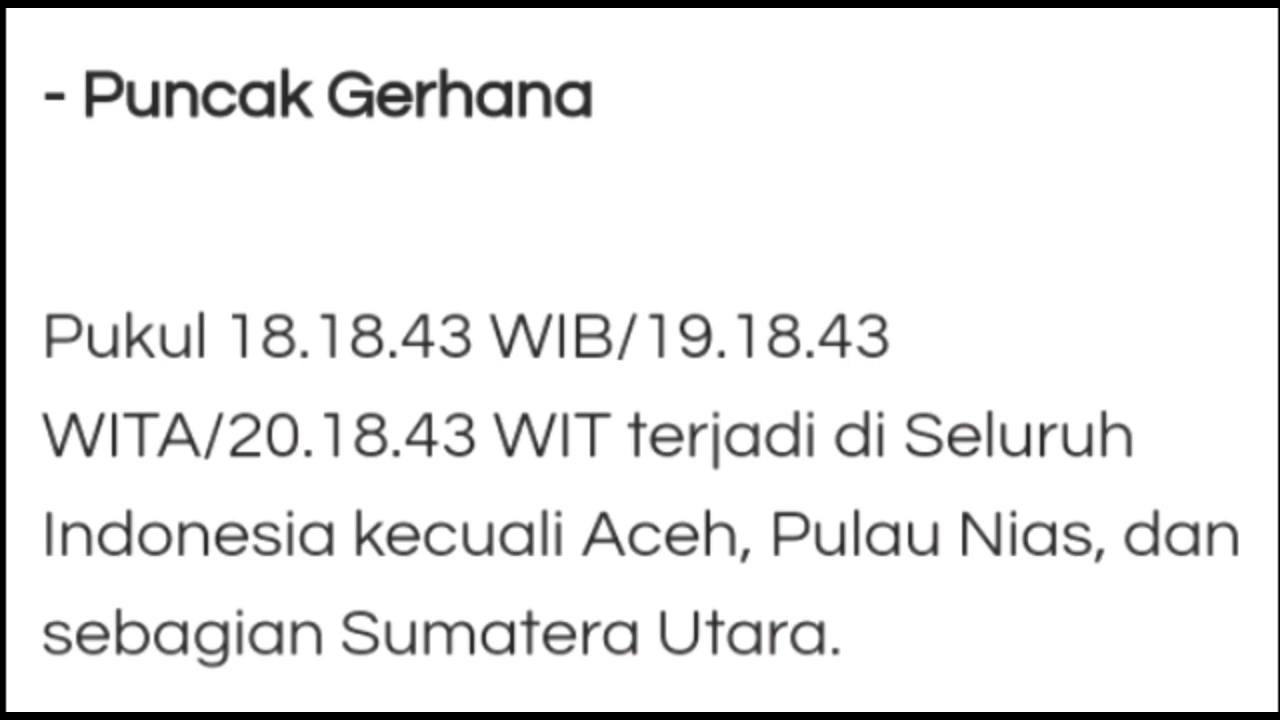 - Puncak Gerhana
Pukul 18.18.43 WIB/19.18.43
WITA/20.18.43 WIT terjadi di Seluruh
Indonesia kecuali Aceh, Pulau Nias, dan
sebagian Sumatera Utara.